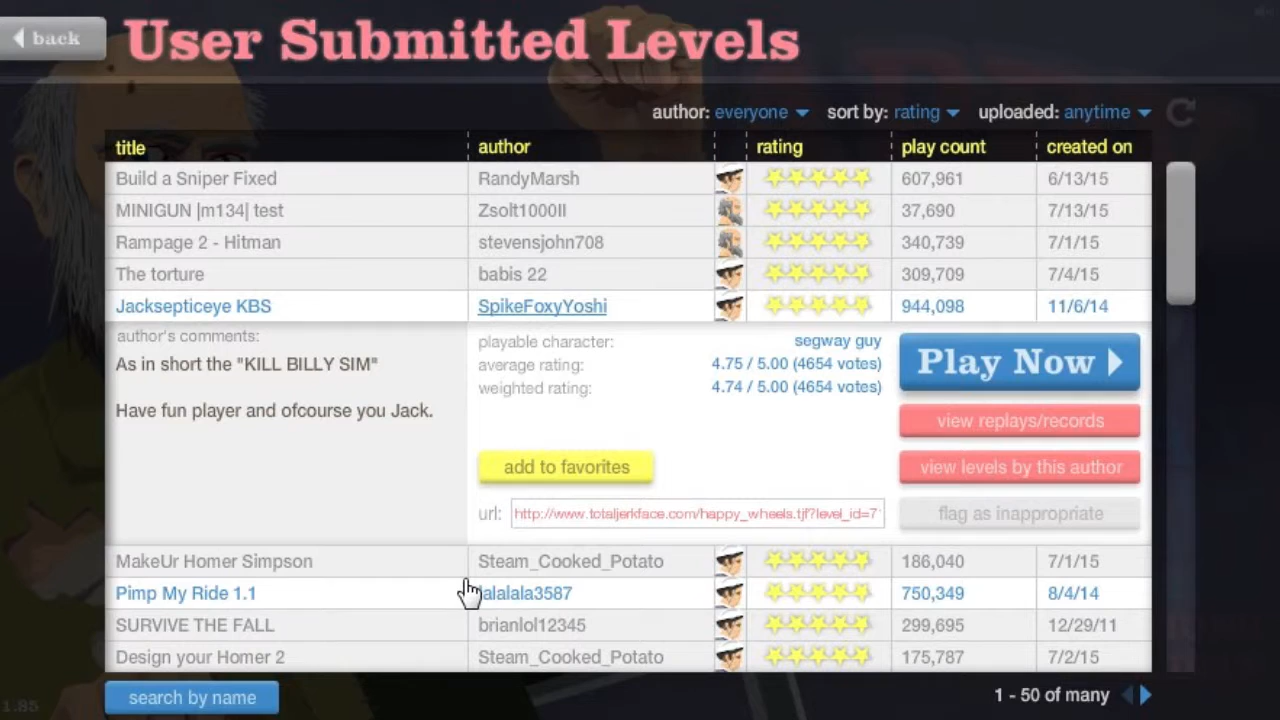 back
User Submitted Levels
author: everyone sort by: rating uploaded: anytime
title author rating play count created on
Build a Sniper Fixed RandyMarsh 607,961 6/13/15
MINIGUN |m134| test Zsolt1000II 37,690 7/13/15
Rampage 2 - Hitman stevensjohn708 340,739 7/1/15
The torture babis 22 309,709 7/4/15
Jacksepticeye KBS SpikeFoxyYoshi 944,098 11/6/14
author's comments:
As in short the "KILL BILLY SIM"
Have fun player and ofcourse you Jack.
playable character: segway guy
average rating: 4.75 / 5.00 (4654 votes)
weighted rating: 4.74 / 5.00 (4654 votes)
add to favorites
url: http://www.totaljerkface.com/happy_wheels.tjf?level_id=7
Play Now
view replays/records
view levels by this author
flag as inappropriate
MakeUr Homer Simpson Steam_Cooked_Potato 186,040 7/1/15
Pimp My Ride 1.1 lalalala3587 750,349 8/4/14
SURVIVE THE FALL brianlol12345 299,695 12/29/11
Design your Homer 2 Steam_Cooked_Potato 175,787 7/2/15
search by name
1 - 50 of many
1.85